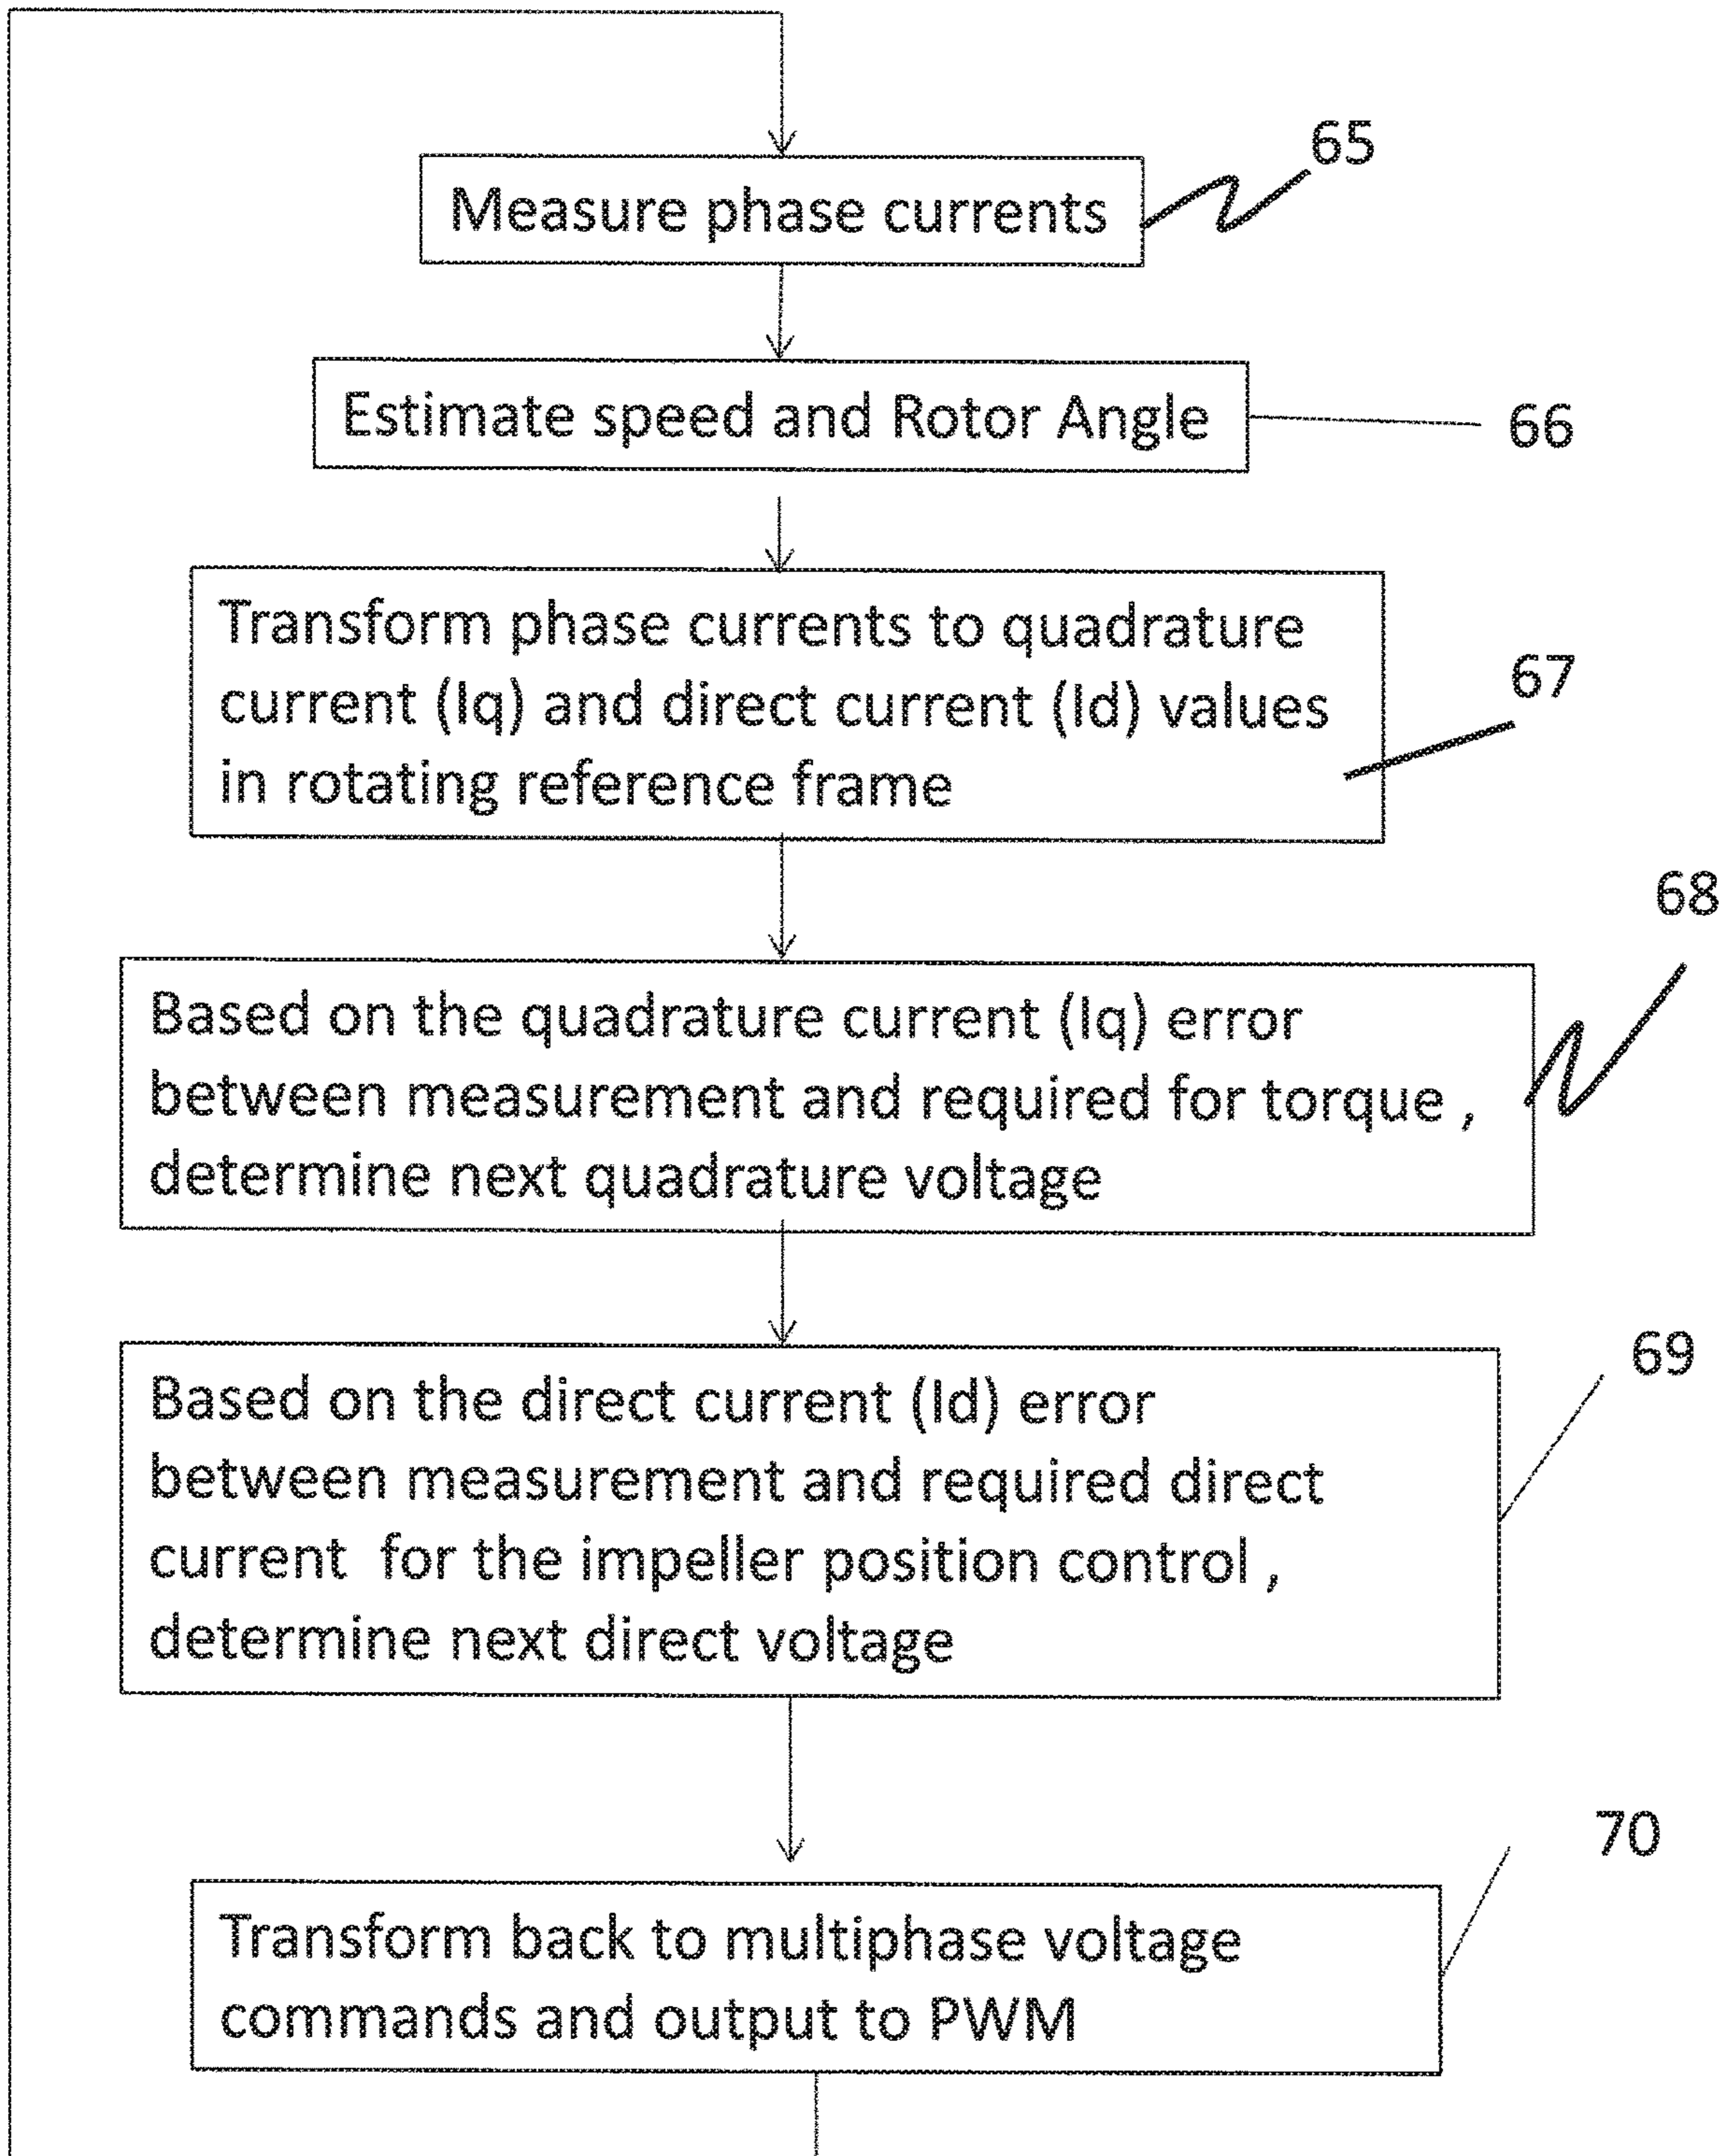 Measure phase currents
65
Estimate speed and Rotor Angle
66
Transform phase currents to quadrature
current (Iq) and direct current (Id) values
in rotating reference frame
67
Based on the quadrature current (Iq) error
between measurement and required for torque ,
determine next quadrature voltage
68
Based on the direct current (Id) error
between measurement and required direct
current  for the impeller position control ,
determine next direct voltage
69
Transform back to multiphase voltage
commands and output to PWM
70